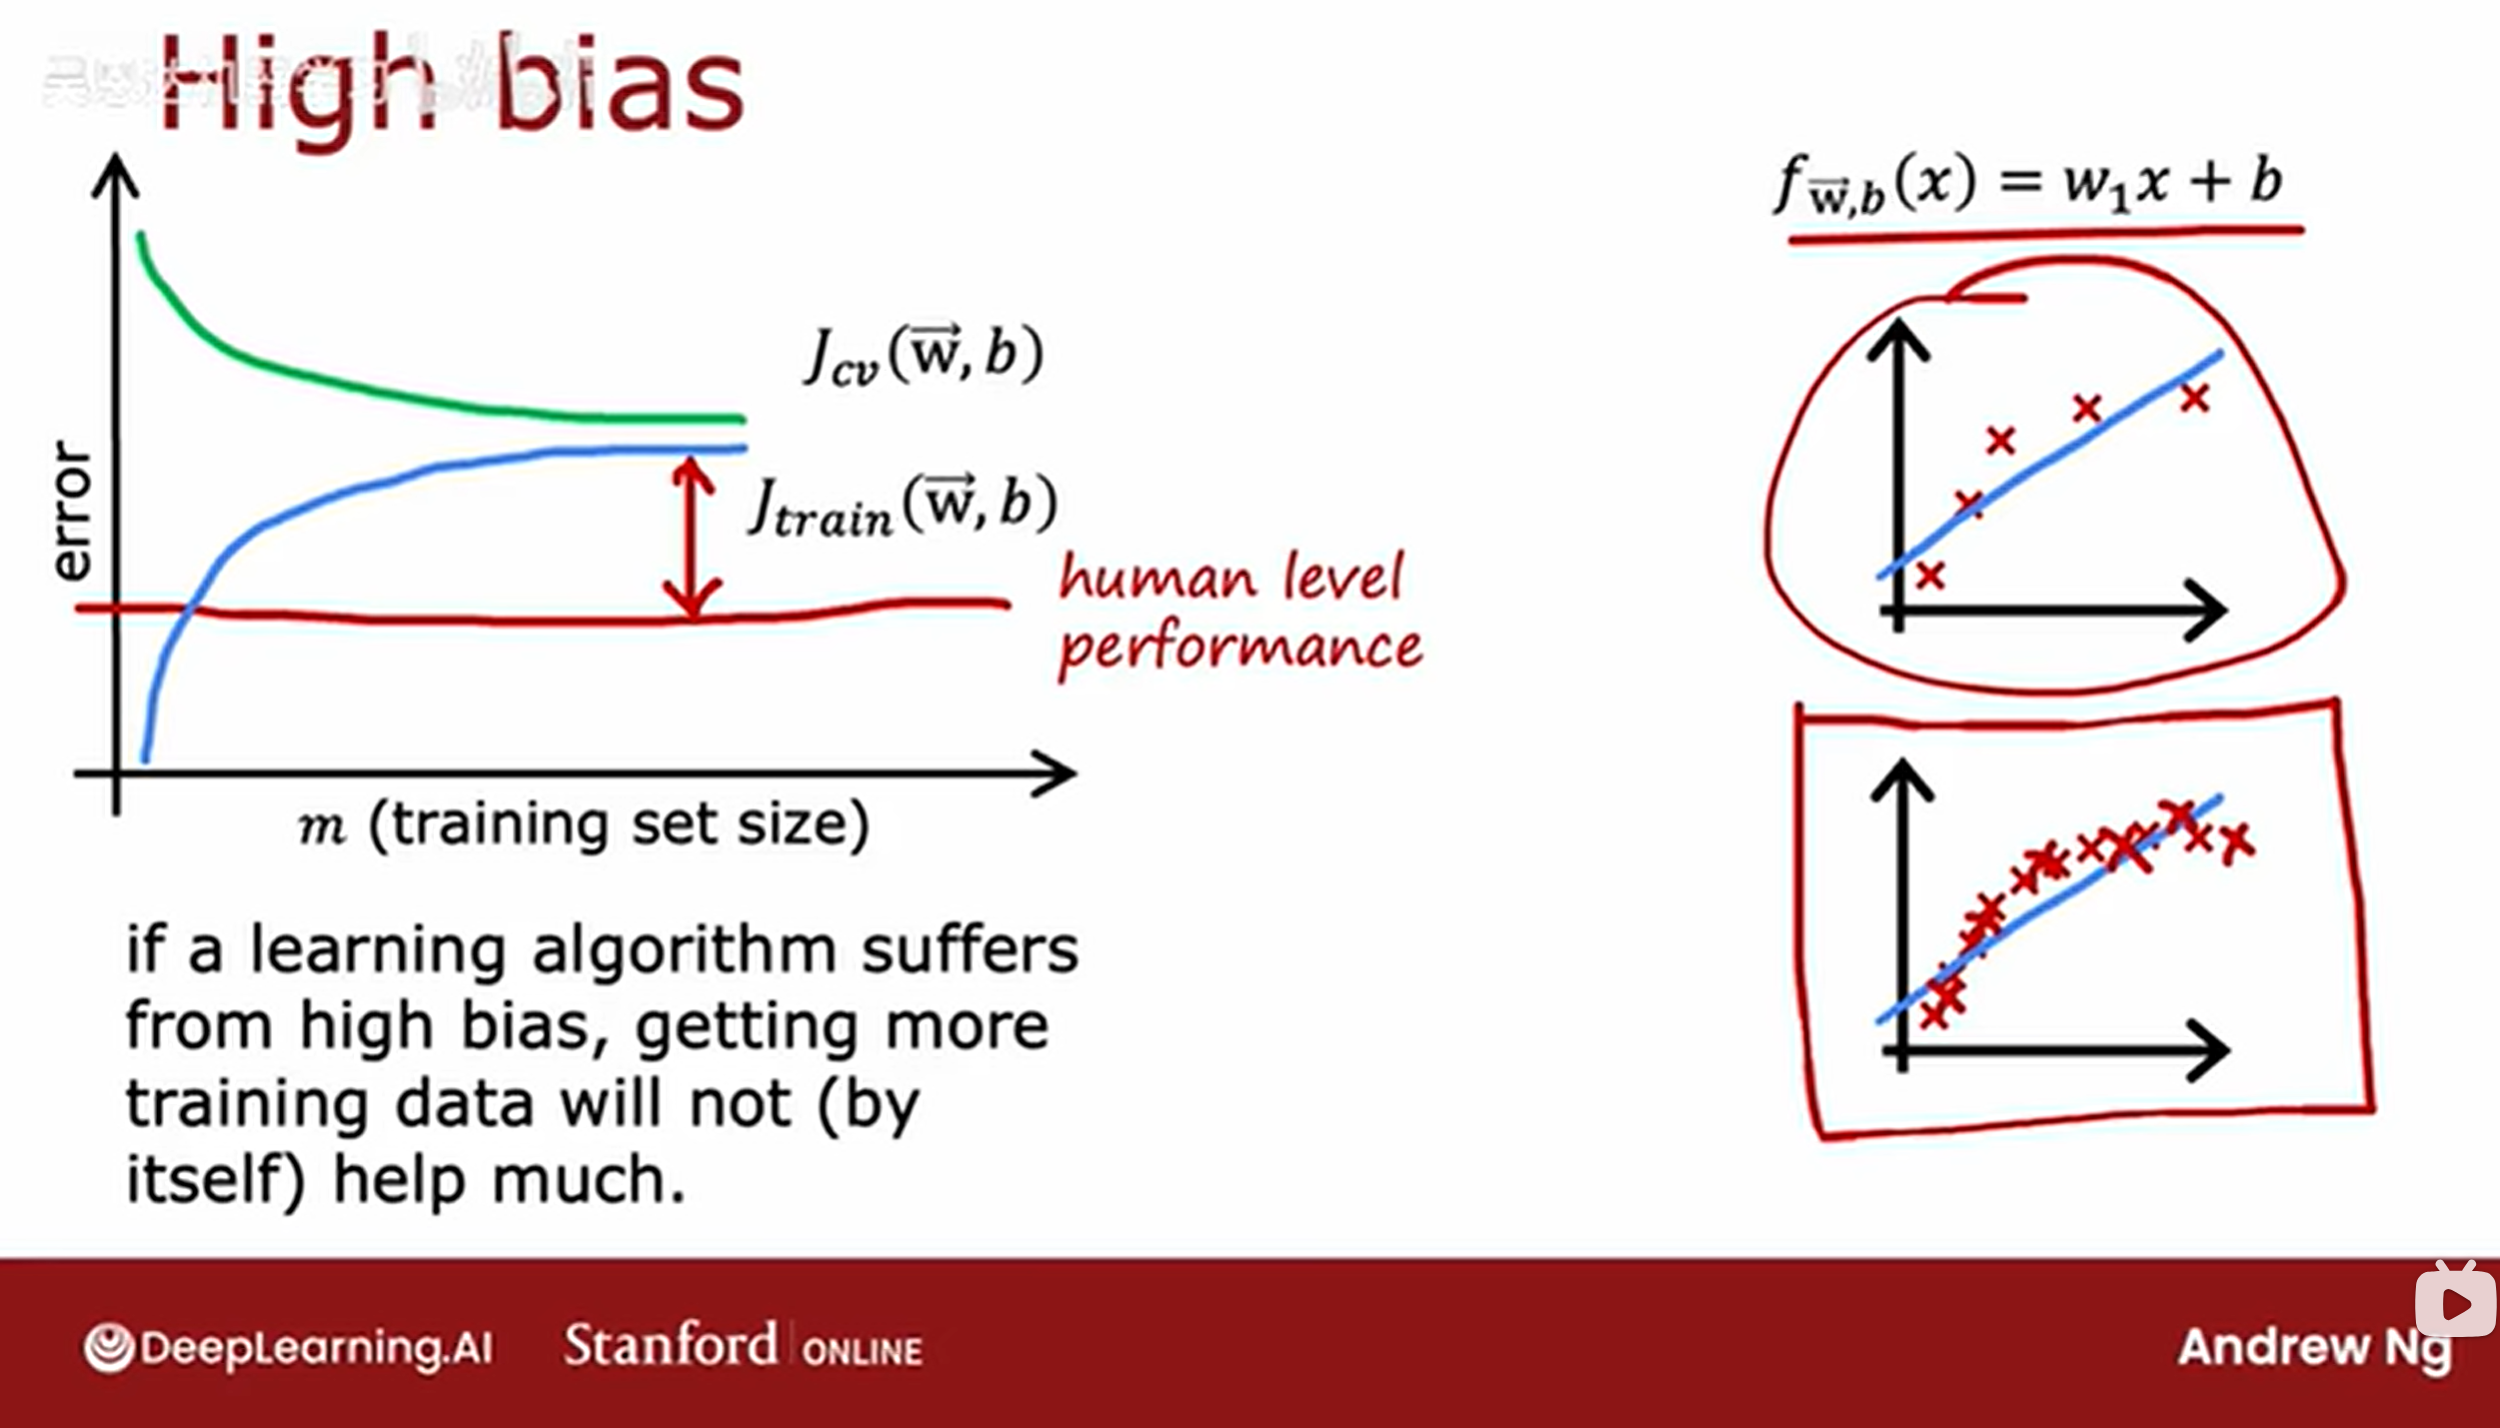 High bias
f_{\vec{w},b}(x) = w₁x + b
J_{cv}(\vec{w}, b)
J_{train}(\vec{w}, b)
error
human level
performance
m (training set size)
if a learning algorithm suffers
from high bias, getting more
training data will not (by
itself) help much.
DeepLearning.AI
Stanford ONLINE
Andrew Ng